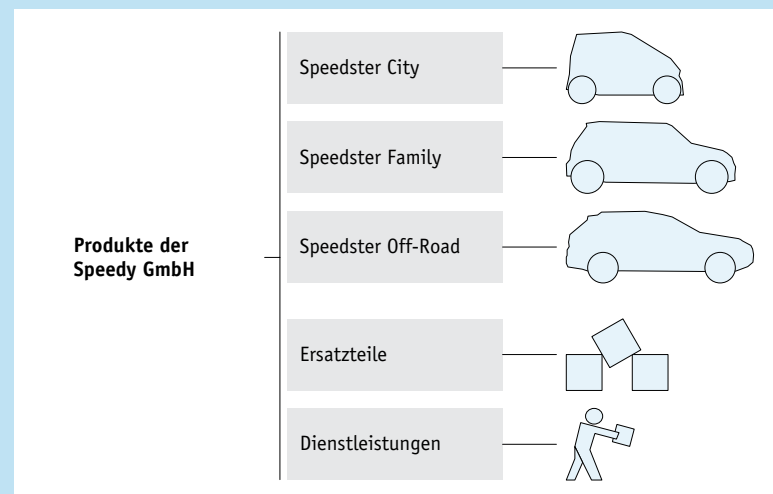 Produkte der
Speedy GmbH
Speedster City
Speedster Family
Speedster Off-Road
Ersatzteile
Dienstleistungen